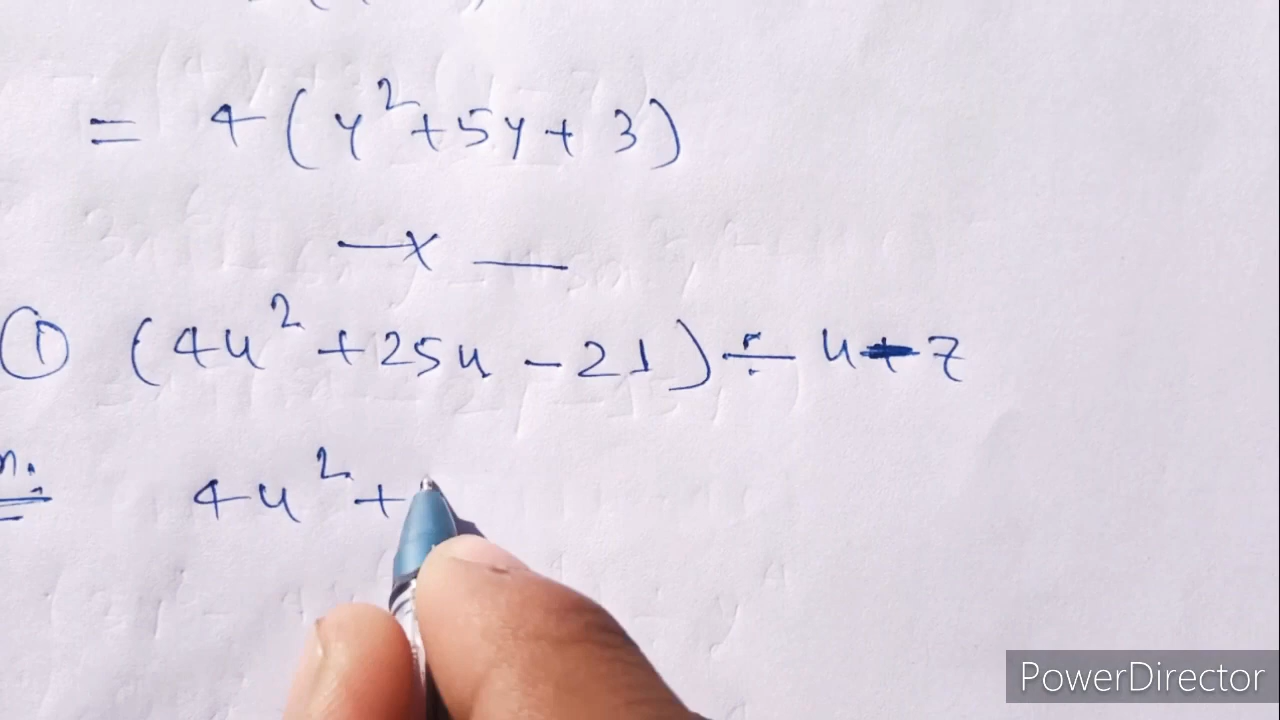 = 4(y²+5y+3)
—x—
① (4u²+25u-21)÷u+7
n.
4u²+
PowerDirector